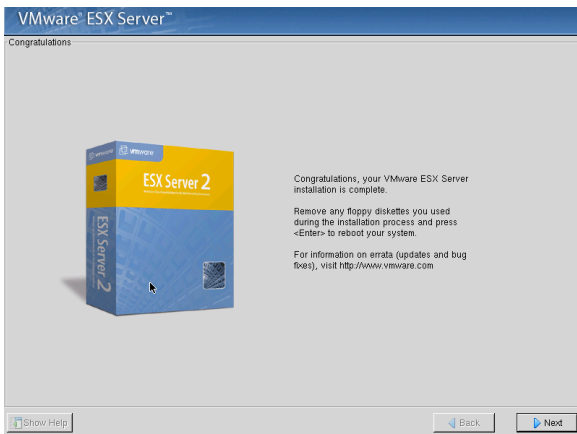 VMware® ESX Server™
Congratulations
vmware
vmware
ESX Server 2
ESX Server 2
Congratulations, your VMware ESX Server
installation is complete.
Remove any floppy diskettes you used
during the installation process and press
<Enter> to reboot your system.
For information on errata (updates and bug
fixes), visit http://www.vmware.com
Show Help
Back
Next